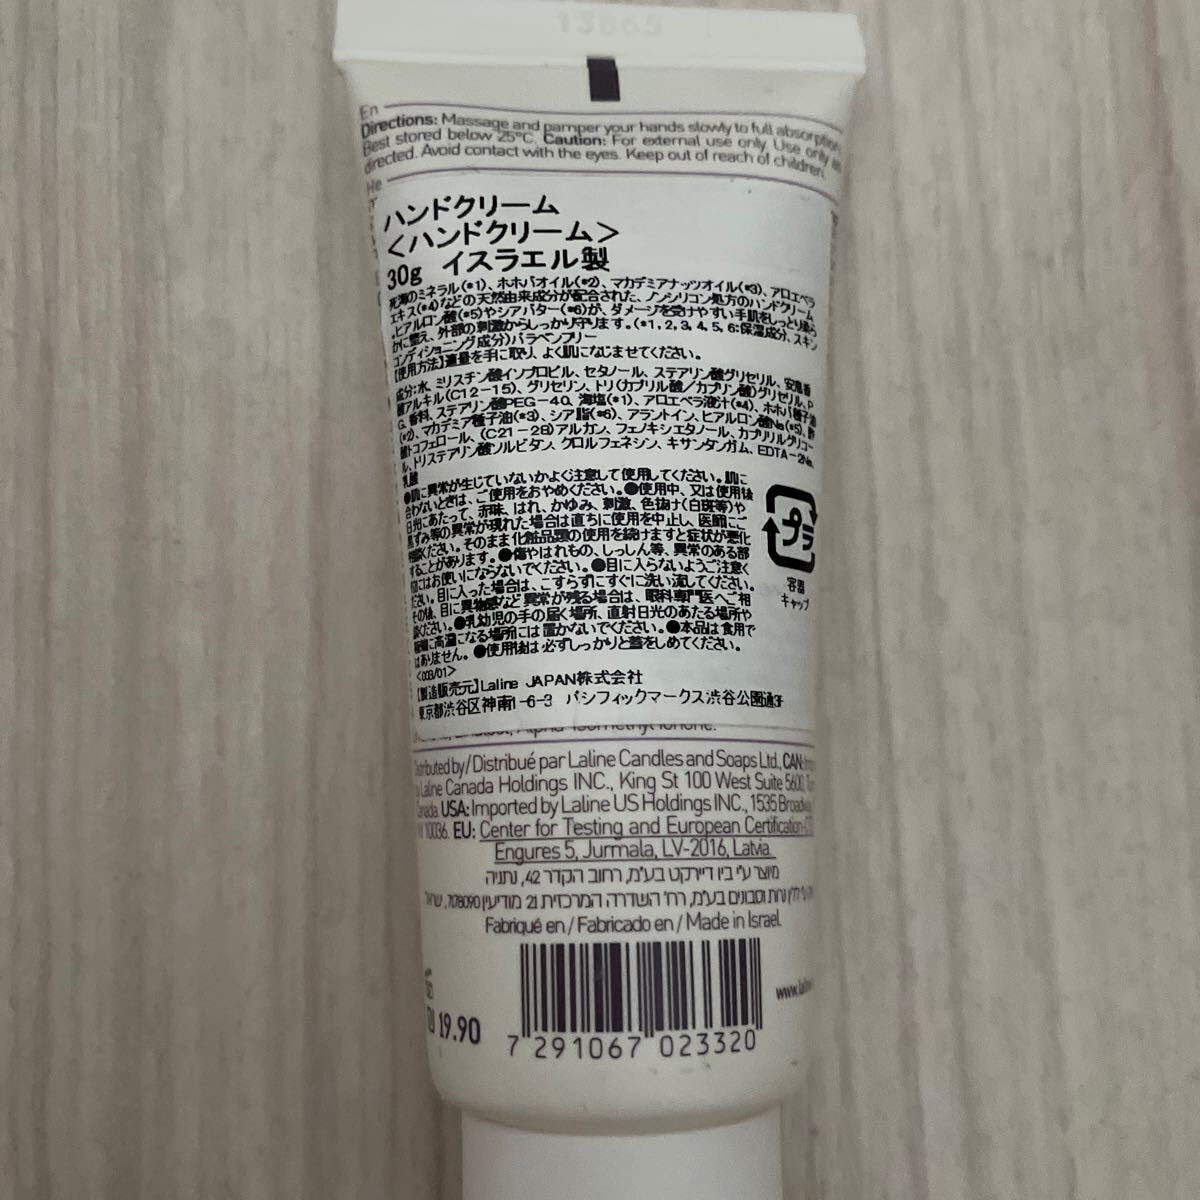 13665
En
Directions: Massage and pamper your hands slowly to full absorption.
Best stored below 25°C. Caution: For external use only. Use only as
directed. Avoid contact with the eyes. Keep out of reach of children.
He
ハンドクリーム
<ハンドクリーム>
30g イスラエル製
死海のミネラル(*1)、ホホバオイル(*2)、マカデミアナッツオイル(*3)、アロエベラ
エキス(*4)などの天然由来成分が配合された、ノンシリコン処方のハンドクリーム
。ヒアルロン酸(*5)やシアバター(*6)が、ダメージを受けやすい手肌をしっとり柔ら
かに整え、外部の刺激からしっかり守ります。(*1,2,3,4,5,6:保湿成分、スキン
コンディショニング成分)パラベンフリー
【使用方法】適量を手に取り、よく肌になじませてください。
成分:水、ミリスチン酸イソプロピル、セタノール、ステアリン酸グリセリル、安息香
酸アルキル(C12-15)、グリセリン、トリ(カプリル酸/カプリン酸)グリセリル、P
G、香料、ステアリン酸PEG-40、海塩(*1)、アロエベラ液汁(*4)、ホホバ種子油
(*2)、マカデミア種子油(*3)、シア脂(*6)、アラントイン、ヒアルロン酸Na(*5)、酢
酸トコフェロール、(C21-28)アルカン、フェノキシエタノール、カプリリルグリコー
ル、トリステアリン酸ソルビタン、クロルフェネシン、キサンタンガム、EDTA-2Na、
乳酸
●肌に異常が生じていないかよく注意して使用してください。肌に
合わないときは、ご使用をおやめください。●使用中、又は使用後
日光にあたって、赤味、はれ、かゆみ、刺激、色抜け(白斑等)や
黒ずみ等の異常が現れた場合は直ちに使用を中止し、医師にご
相談ください。そのまま化粧品類の使用を続けますと症状が悪化
することがあります。●傷やはれもの、しっしん等、異常のある部
位にはお使いにならないでください。●目に入らないようご注意く
ださい。目に入った場合は、こすらずにすぐに洗い流してください。
その後、目に異物感など異常が残る場合は、眼科専門医へご相
談ください。●乳幼児の手の届く場所、直射日光のあたる場所や
極端に高温になる場所には置かないでください。●本品は食用で
はありません。●使用後は必ずしっかりと蓋をしめてください。
<003/01>
プラ
容器
キャップ
【製造販売元】Laline JAPAN株式会社
東京都渋谷区神南1-6-3 パシフィックマークス渋谷公園通3F
Alpha-Isomethyl Ionone.
Distributed by / Distribué par Laline Candles and Soaps Ltd., CAN:
Laline Canada Holdings INC., King St 100 West Suite 5600,
Canada. USA: Imported by Laline US Holdings INC., 1535 Broadway,
NY 10036. EU: Center for Testing and European Certification
Engures 5, Jurmala, LV-2016, Latvia.
מיוצר ע״י ביו דיירקט בע״מ, רחוב הקדר 42, נתניה
ללין נרות וסבונים בע״מ, רח׳ השדרה המרכזית 21 מודיעין 7178090,
Fabriqué en / Fabricado en / Made in Israel.
19.90
7 291067 023320